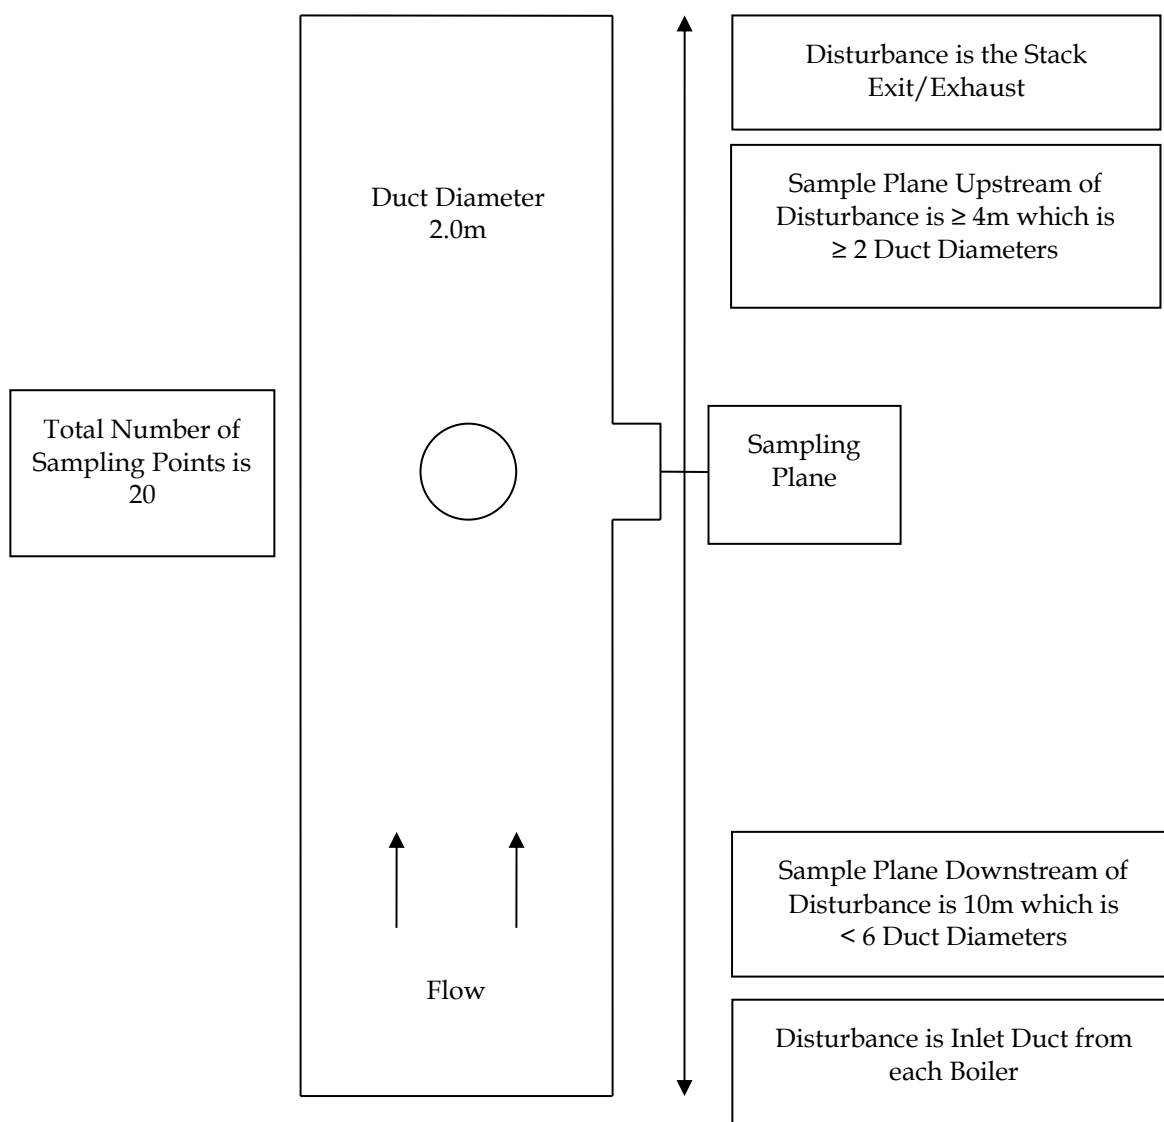 Disturbance is the Stack
Exit/Exhaust
Sample Plane Upstream of
Disturbance is ≥ 4m which is
≥ 2 Duct Diameters
Duct Diameter
2.0m
Total Number of
Sampling Points is
20
Sampling
Plane
Sample Plane Downstream of
Disturbance is 10m which is
< 6 Duct Diameters
Flow
Disturbance is Inlet Duct from
each Boiler